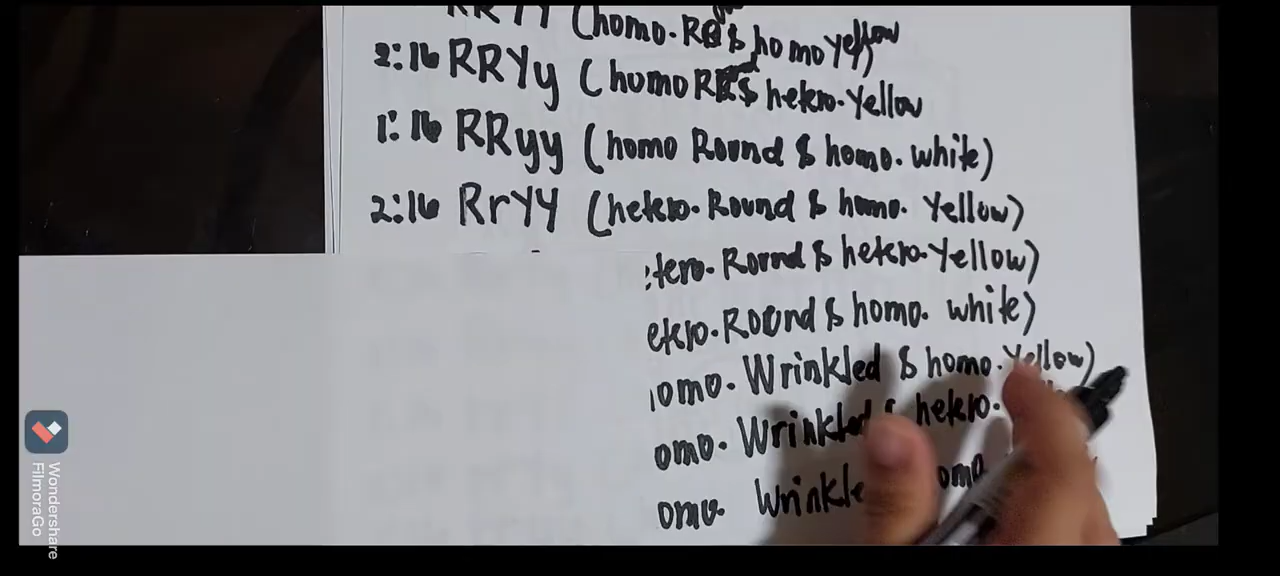 RRYY (homo. & homo yellow
2:16 RRYy (homo & hetero. Yellow
1:16 RRyy (homo Round & homo. white)
2:16 RrYY (hetero. Round & homo. Yellow)
etero. Round & hetero. Yellow)
etero. Round & homo. white)
omo. Wrinkled & homo. Yellow)
omo. Wrinkled & hetero.
omo. Wrinkle omo
Wondershare
FilmoraGo